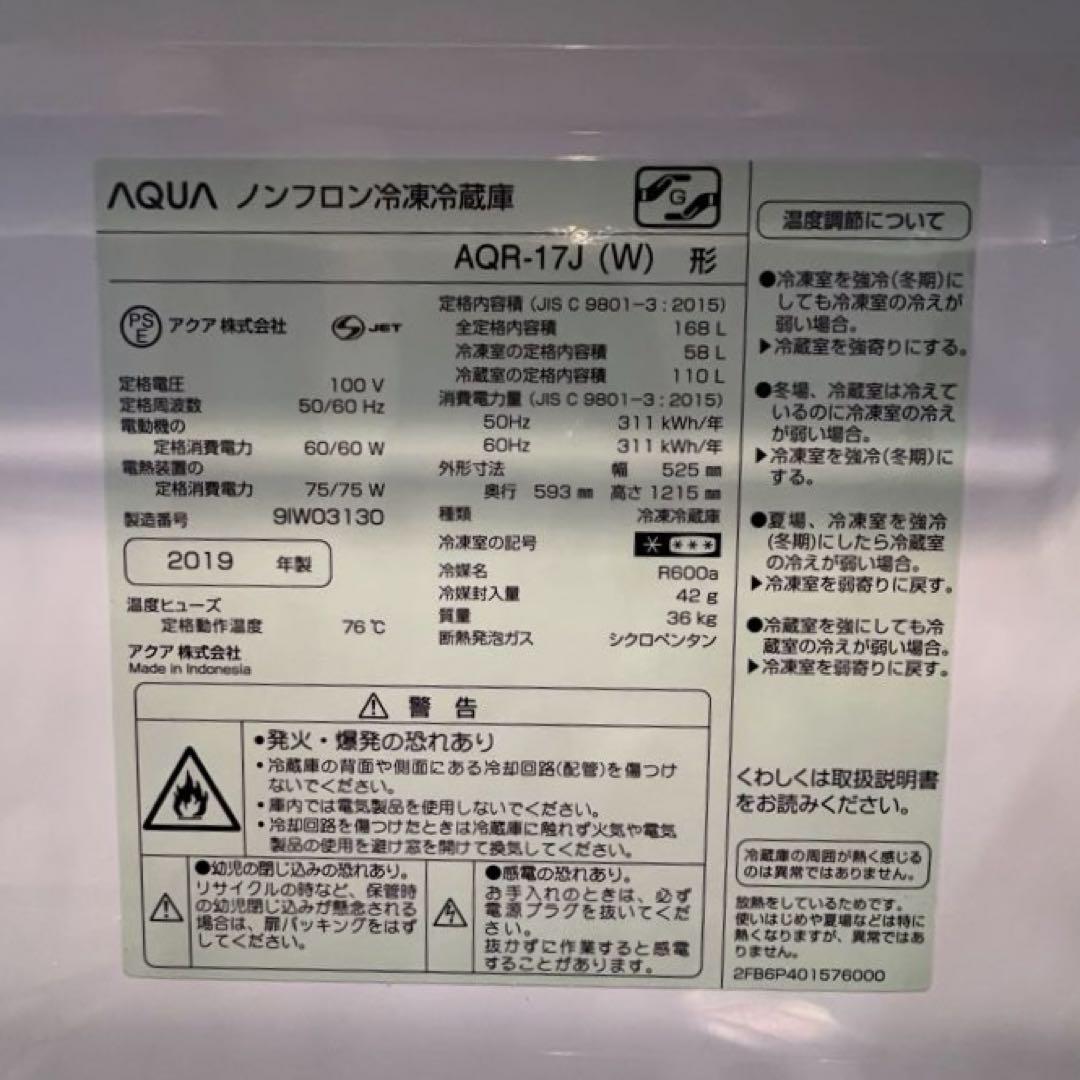 AQUA ノンフロン冷凍冷蔵庫
G
AQR-17J (W) 形
PS
E
アクア 株式会社
JET
定格電圧 100 V
定格周波数 50/60 Hz
電動機の
定格消費電力 60/60 W
電熱装置の
定格消費電力 75/75 W
製造番号 9IW03130
2019 年製
温度ヒューズ
定格動作温度 76 ℃
アクア 株式会社
Made in Indonesia
定格内容積 (JIS C 9801-3 : 2015)
全定格内容積 168 L
冷凍室の定格内容積 58 L
冷蔵室の定格内容積 110 L
消費電力量 (JIS C 9801-3 : 2015)
50Hz 311 kWh/年
60Hz 311 kWh/年
外形寸法 幅 525 ㎜
奥行 593 ㎜ 高さ 1215 ㎜
種類 冷凍冷蔵庫
冷凍室の記号
冷媒名 R600a
冷媒封入量 42 g
質量 36 kg
断熱発泡ガス シクロペンタン
警 告
●発火・爆発の恐れあり
・冷蔵庫の背面や側面にある冷却回路(配管)を傷つけ
ないでください。
・庫内では電気製品を使用しないでください。
・冷却回路を傷つけたときは冷蔵庫に触れず火気や電気
製品の使用を避け窓を開けて換気してください。
●幼児の閉じ込みの恐れあり。
リサイクルの時など、保管時
の幼児閉じ込みが懸念される
場合は、扉パッキングをはず
してください。
●感電の恐れあり。
お手入れのときは、必ず
電源プラグを抜いてくだ
さい。
抜かずに作業すると感電
することがあります。
温度調節について
●冷凍室を強冷(冬期)に
しても冷凍室の冷えが
弱い場合。
▶冷蔵室を強寄りにする。
●冬場、冷蔵室は冷えて
いるのに冷凍室の冷え
が弱い場合。
▶冷凍室を強冷(冬期)に
する。
●夏場、冷凍室を強冷
(冬期)にしたら冷蔵室
の冷えが弱い場合。
▶冷凍室を弱寄りに戻す。
●冷蔵室を強にしても冷
蔵室の冷えが弱い場合。
▶冷凍室を弱寄りに戻す。
くわしくは取扱説明書
をお読みください。
冷蔵庫の周囲が熱く感じる
のは異常ではありません。
放熱をしているためです。
使いはじめや夏場などは特に
熱くなりますが、異常ではあ
りません。
2FB6P401576000